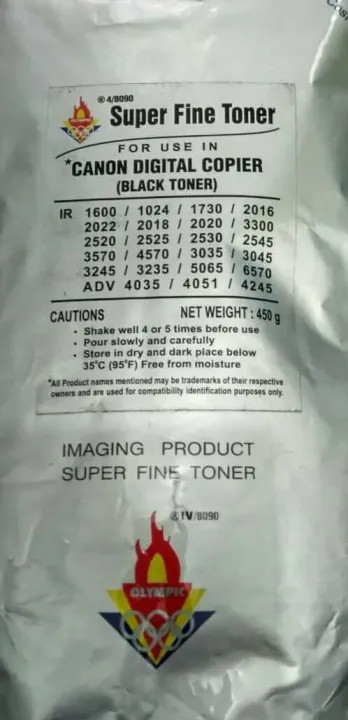 ® 4/8090
Super Fine Toner
FOR USE IN
*CANON DIGITAL COPIER
(BLACK TONER)
IR 1600 / 1024 / 1730 / 2016
2022 / 2018 / 2020 / 3300
2520 / 2525 / 2530 / 2545
3570 / 4570 / 3035 / 3045
3245 / 3235 / 5065 / 6570
ADV 4035 / 4051 / 4245
CAUTIONS NET WEIGHT : 450 g
• Shake well 4 or 5 times before use
• Pour slowly and carefully
• Store in dry and dark place below
35°C (95°F) Free from moisture
*All Product names mentioned may be trademarks of their respective
owners and are used for compatibility identification purposes only.
IMAGING PRODUCT
SUPER FINE TONER
® IV/8090
OLYMPIC